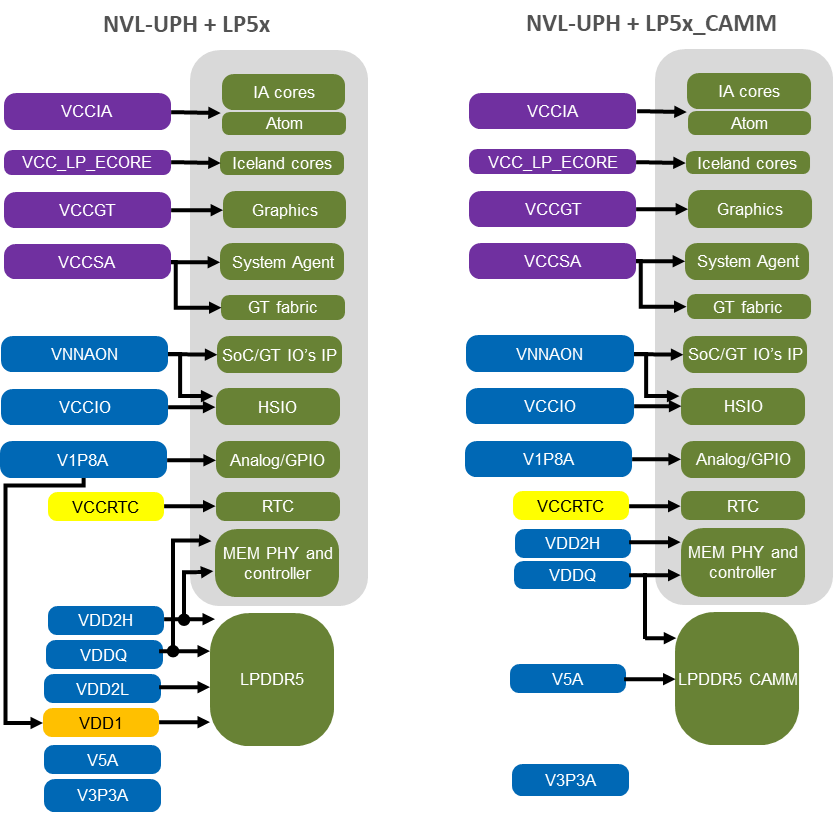 NVL-UPH + LP5x
VCCIA
IA cores
Atom
VCC_LP_ECORE
Iceland cores
VCCGT
Graphics
VCCSA
System Agent
GT fabric
VNNAON
SoC/GT IO's IP
VCCIO
HSIO
V1P8A
Analog/GPIO
VCCRTC
RTC
MEM PHY and
controller
VDD2H
VDDQ
LPDDR5
VDD2L
VDD1
V5A
V3P3A
NVL-UPH + LP5x_CAMM
VCCIA
IA cores
Atom
VCC_LP_ECORE
Iceland cores
VCCGT
Graphics
VCCSA
System Agent
GT fabric
VNNAON
SoC/GT IO's IP
VCCIO
HSIO
V1P8A
Analog/GPIO
VCCRTC
RTC
VDD2H
MEM PHY and
controller
VDDQ
V5A
LPDDR5 CAMM
V3P3A